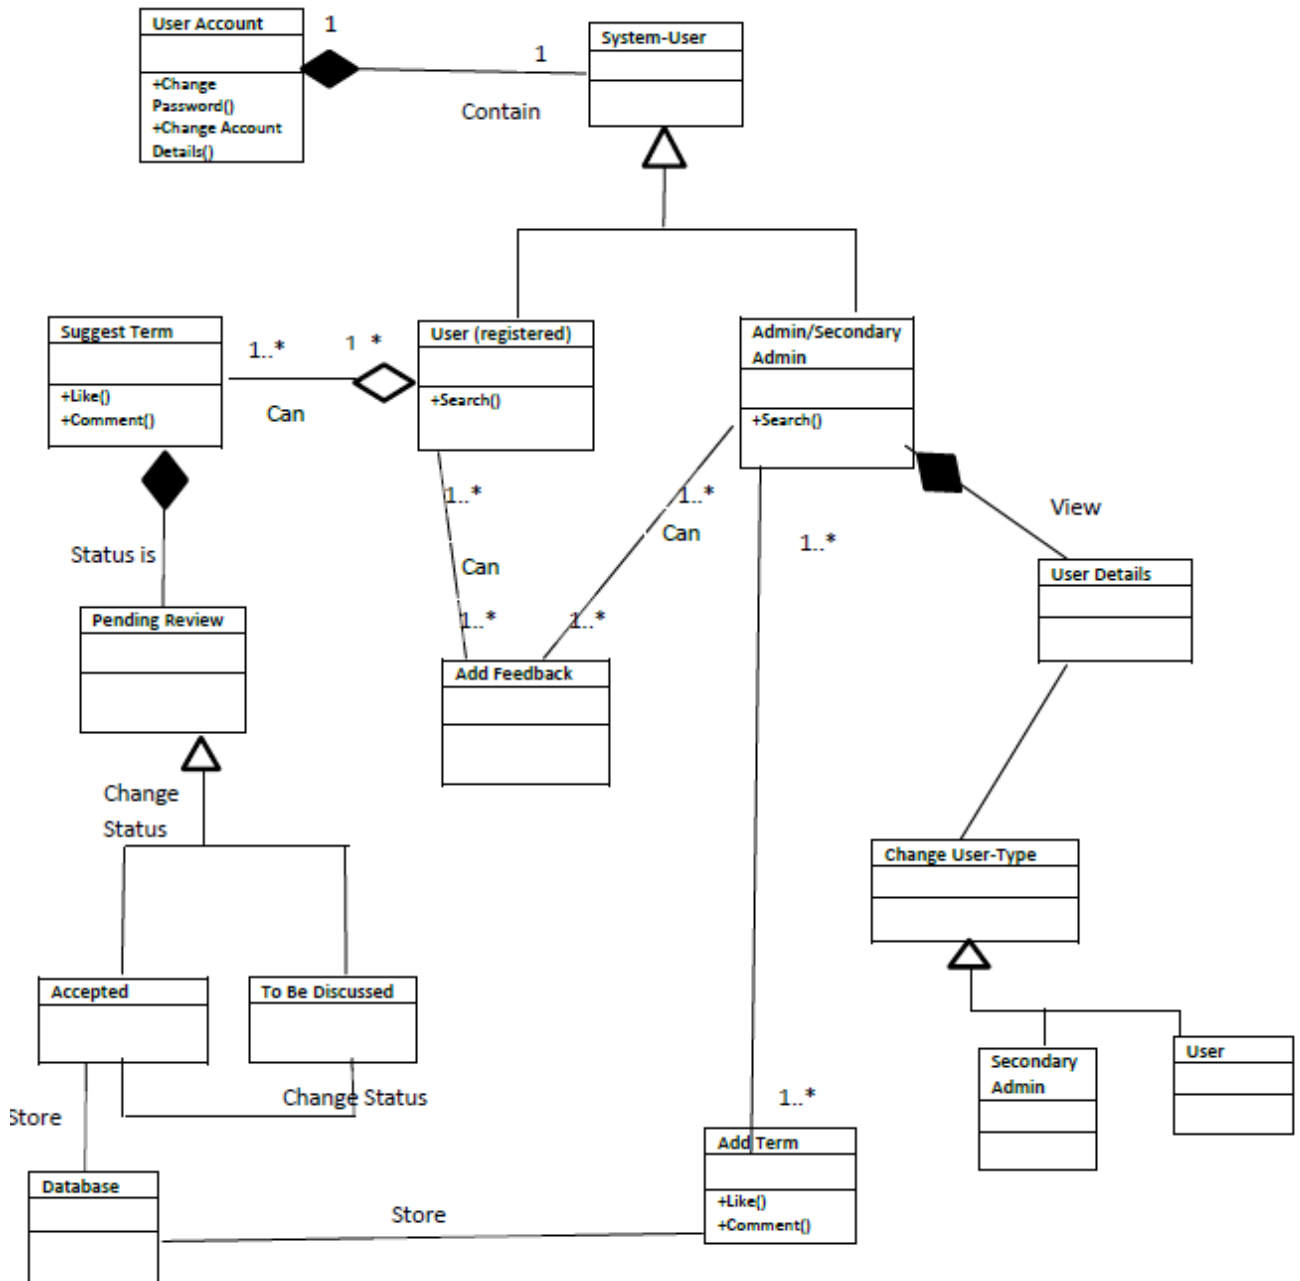 User Account
1
+Change
Password()
+Change Account
Details()
1
Contain
System-User
Suggest Term
+Like()
+Comment()
1..*
1 *
Can
User (registered)
+Search()
Admin/Secondary
Admin
+Search()
1..*
Can
1..*
1..*
Can
1..*
1..*
View
User Details
Status is
Pending Review
Add Feedback
Change
Status
Change User-Type
Accepted
To Be Discussed
Change Status
Store
Secondary
Admin
User
1..*
Add Term
+Like()
+Comment()
Database
Store